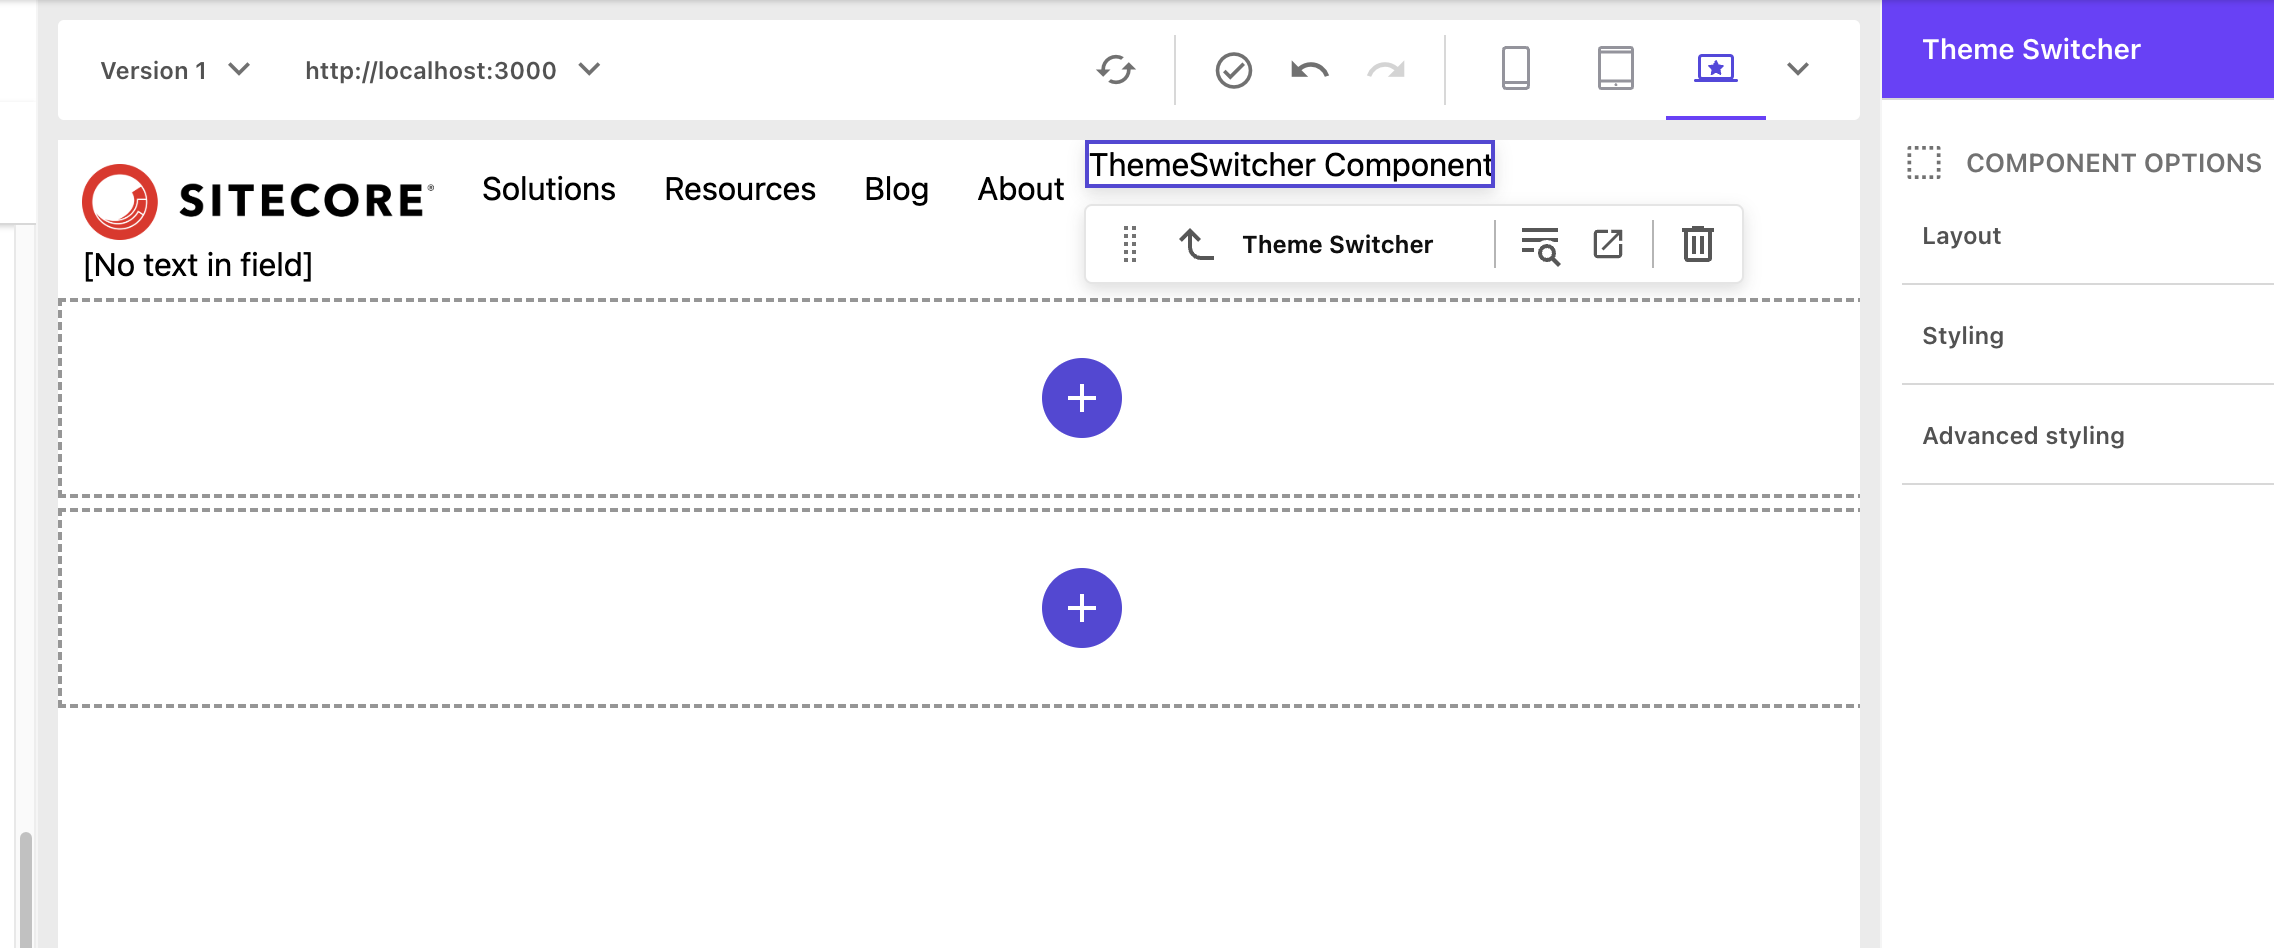 Version 1
http://localhost:3000
Theme Switcher
SITECORE®
Solutions
Resources
Blog
About
ThemeSwitcher Component
Theme Switcher
[No text in field]
COMPONENT OPTIONS
Layout
Styling
Advanced styling